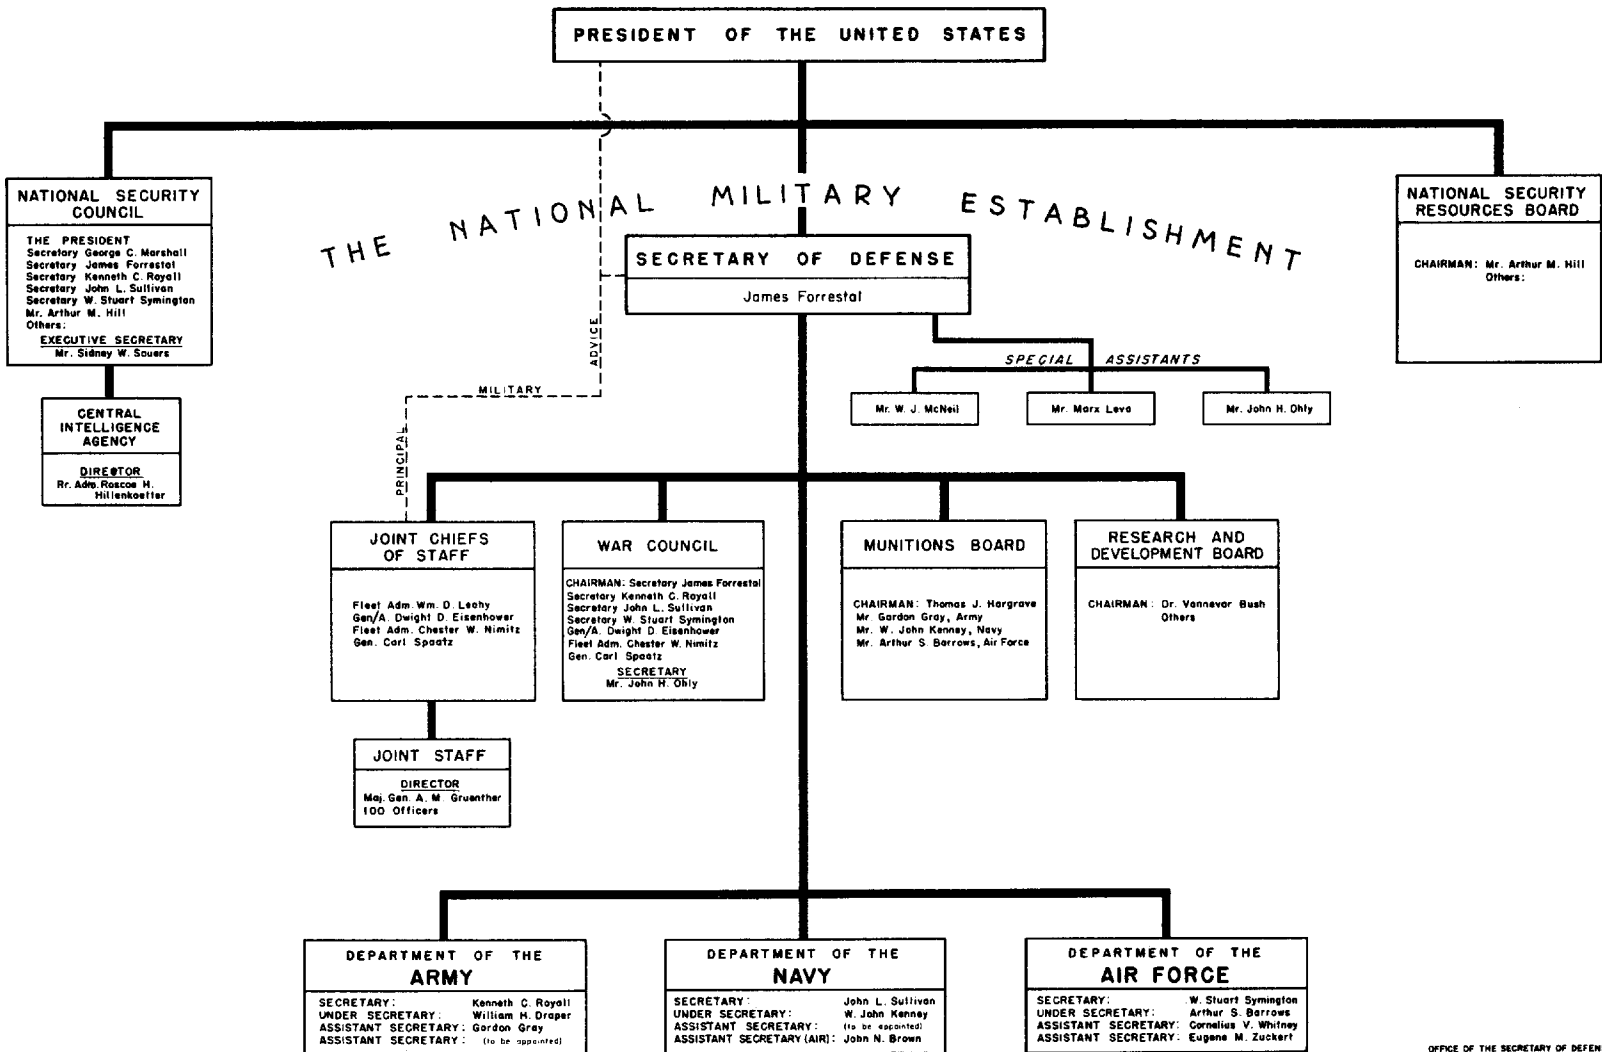 PRESIDENT OF THE UNITED STATES
THE NATIONAL MILITARY ESTABLISHMENT
NATIONAL SECURITY
COUNCIL
THE PRESIDENT
Secretary George C. Marshall
Secretary James Forrestal
Secretary Kenneth C. Royall
Secretary John L. Sullivan
Secretary W. Stuart Symington
Mr. Arthur M. Hill
Others:
EXECUTIVE SECRETARY
Mr. Sidney W. Souers
CENTRAL
INTELLIGENCE
AGENCY
DIRECTOR
Rr. Adm. Roscoe H.
Hillenkoetter
SECRETARY OF DEFENSE
James Forrestal
NATIONAL SECURITY
RESOURCES BOARD
CHAIRMAN: Mr. Arthur M. Hill
Others:
PRINCIPAL
MILITARY
ADVICE
SPECIAL ASSISTANTS
Mr. W. J. McNeil
Mr. Marx Leva
Mr. John H. Ohly
JOINT CHIEFS
OF STAFF
Fleet Adm. Wm. D. Leahy
Gen/A. Dwight D. Eisenhower
Fleet Adm. Chester W. Nimitz
Gen. Carl Spaatz
WAR COUNCIL
CHAIRMAN: Secretary James Forrestal
Secretary Kenneth C. Royall
Secretary John L. Sullivan
Secretary W. Stuart Symington
Gen/A. Dwight D. Eisenhower
Fleet Adm. Chester W. Nimitz
Gen. Carl Spaatz
SECRETARY
Mr. John H. Ohly
MUNITIONS BOARD
CHAIRMAN: Thomas J. Hargrave
Mr. Gordon Gray, Army
Mr. W. John Kenney, Navy
Mr. Arthur S. Barrows, Air Force
RESEARCH AND
DEVELOPMENT BOARD
CHAIRMAN: Dr. Vannevar Bush
Others
JOINT STAFF
DIRECTOR
Maj. Gen. A. M. Gruenther
100 Officers
DEPARTMENT OF THE
ARMY
SECRETARY: Kenneth C. Royall
UNDER SECRETARY: William H. Draper
ASSISTANT SECRETARY: Gordon Gray
ASSISTANT SECRETARY: (to be appointed)
DEPARTMENT OF THE
NAVY
SECRETARY: John L. Sullivan
UNDER SECRETARY: W. John Kenney
ASSISTANT SECRETARY: (to be appointed)
ASSISTANT SECRETARY (AIR): John N. Brown
DEPARTMENT OF THE
AIR FORCE
SECRETARY: W. Stuart Symington
UNDER SECRETARY: Arthur S. Barrows
ASSISTANT SECRETARY: Cornelius V. Whitney
ASSISTANT SECRETARY: Eugene M. Zuckert
OFFICE OF THE SECRETARY OF DEFEN